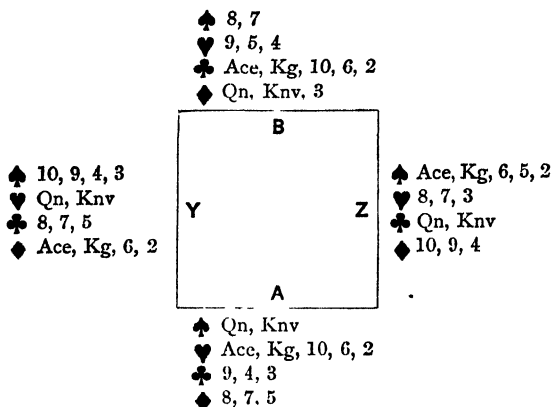 ♠ 8, 7
♥ 9, 5, 4
♣ Ace, Kg, 10, 6, 2
♦ Qn, Knv, 3
B
♠ 10, 9, 4, 3
♥ Qn, Knv
♣ 8, 7, 5
♦ Ace, Kg, 6, 2
Y
Z
♠ Ace, Kg, 6, 5, 2
♥ 8, 7, 3
♣ Qn, Knv
♦ 10, 9, 4
A
♠ Qn, Knv
♥ Ace, Kg, 10, 6, 2
♣ 9, 4, 3
♦ 8, 7, 5